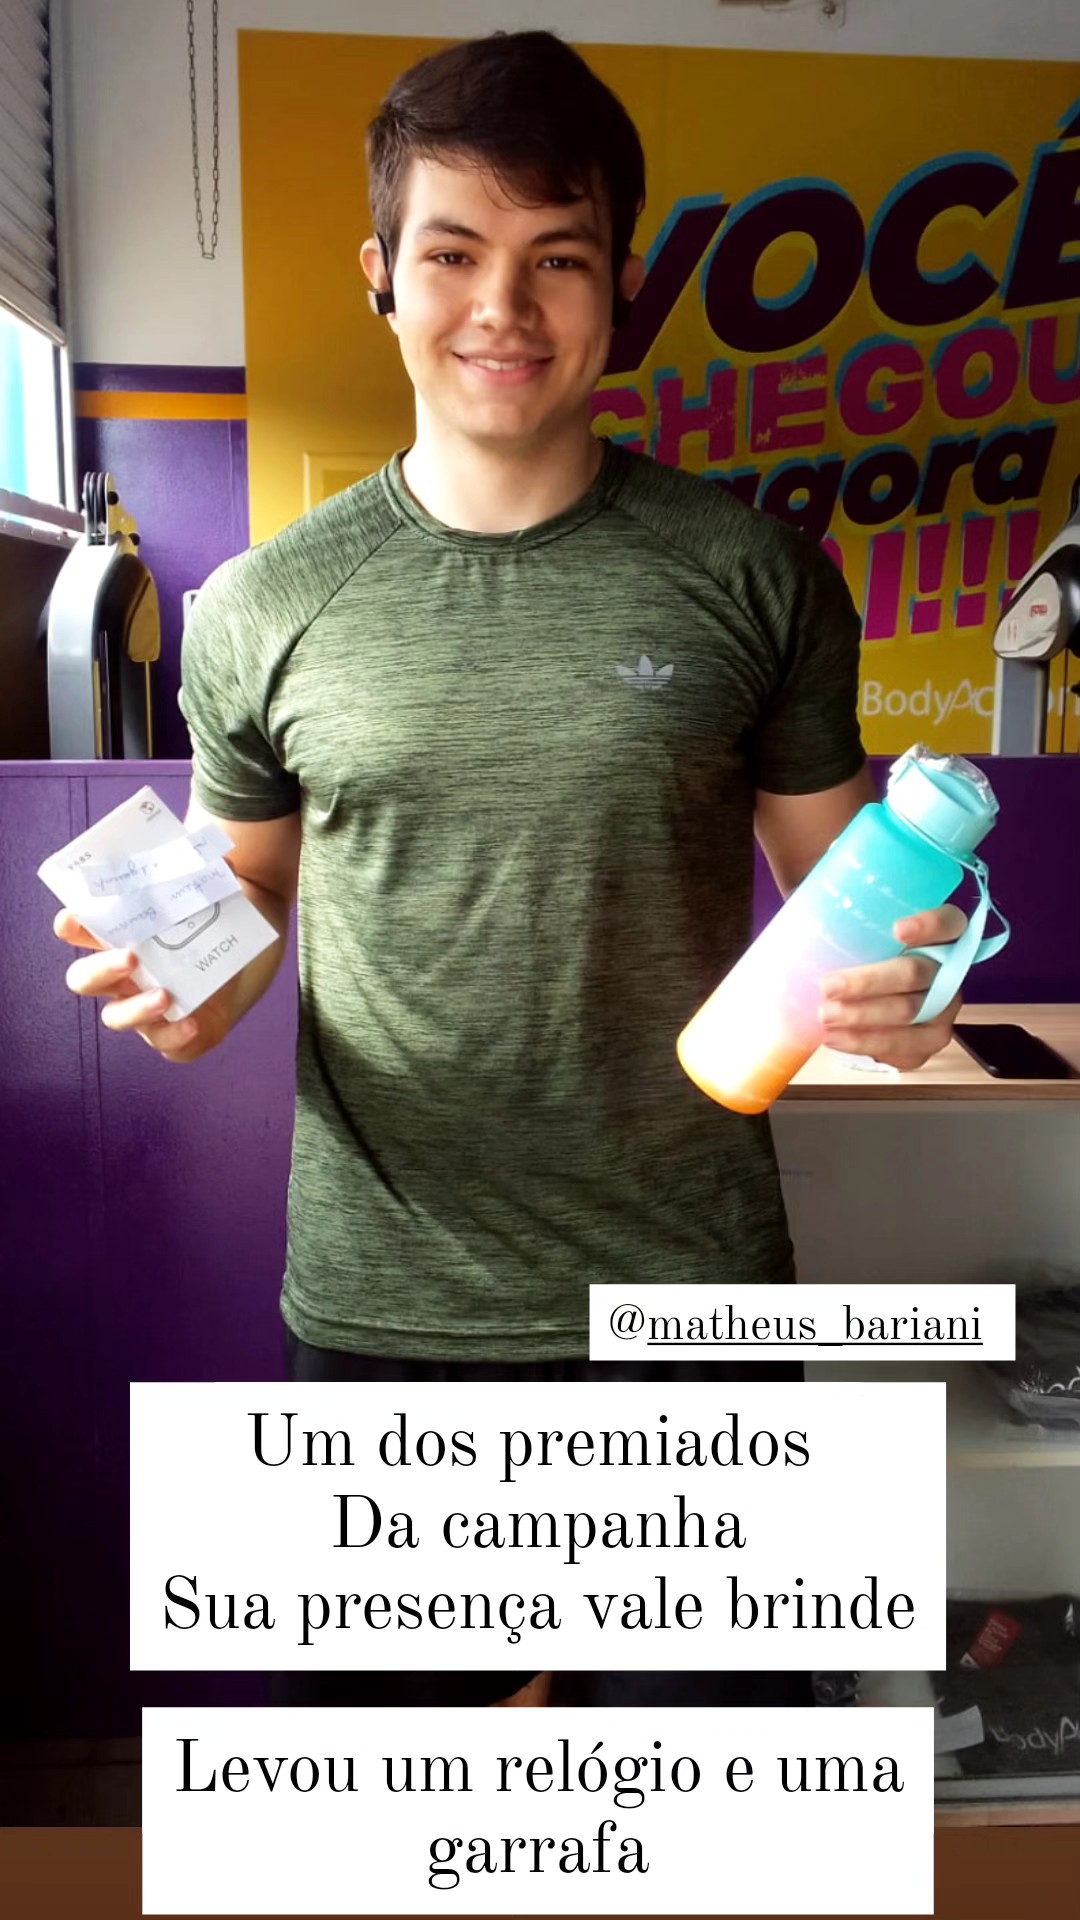 VOCÊ
CHEGOU
agora
!!!
BodyAction
WATCH
@matheus_bariani
Um dos premiados
Da campanha
Sua presença vale brinde
Levou um relógio e uma
garrafa